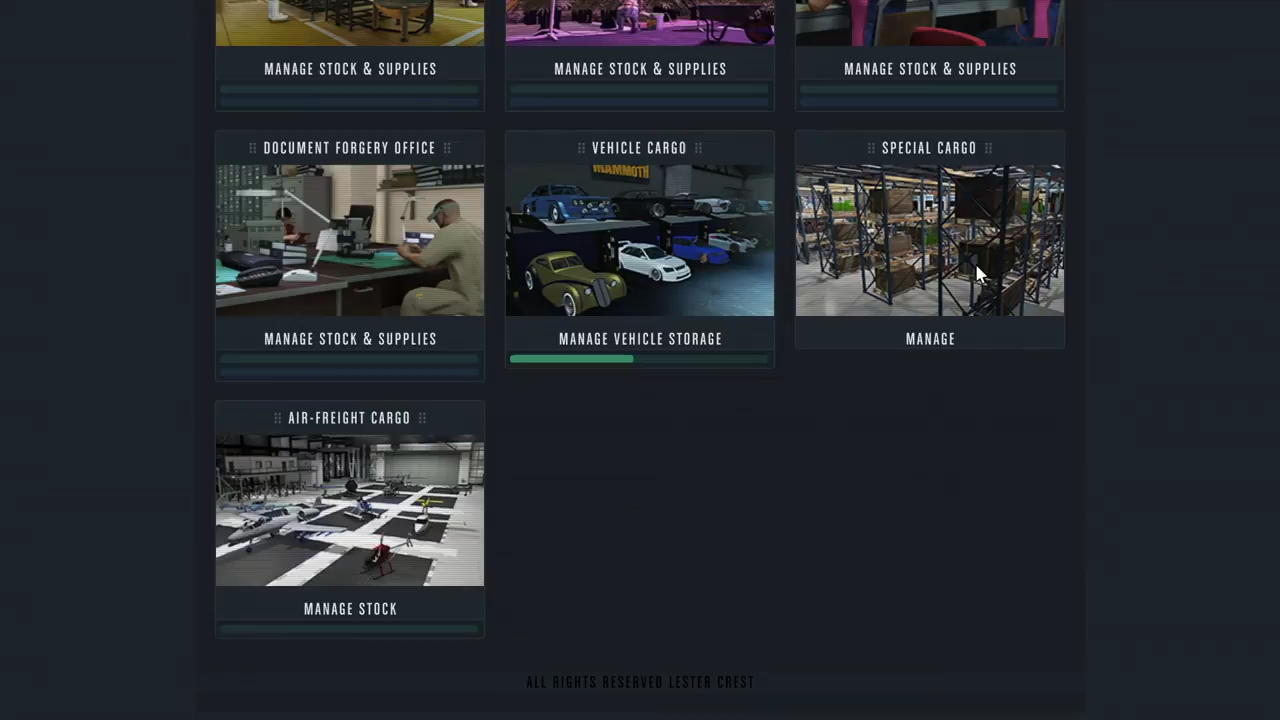 MANAGE STOCK & SUPPLIES
MANAGE STOCK & SUPPLIES
MANAGE STOCK & SUPPLIES
DOCUMENT FORGERY OFFICE
VEHICLE CARGO
SPECIAL CARGO
MAMMOTH
MANAGE STOCK & SUPPLIES
MANAGE VEHICLE STORAGE
MANAGE
AIR-FREIGHT CARGO
MANAGE STOCK
ALL RIGHTS RESERVED LESTER CREST